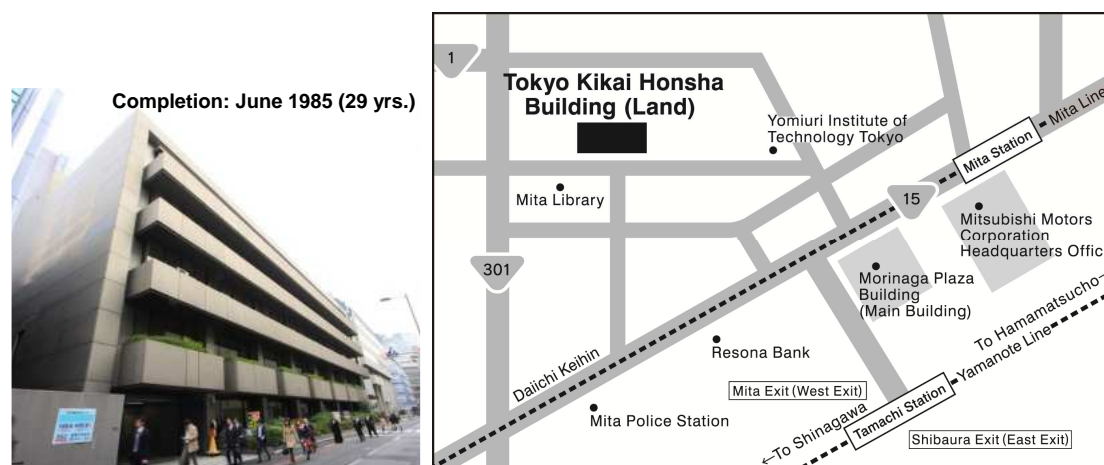 Completion: June 1985 (29 yrs.)
1
Tokyo Kikai Honsha
Building (Land)
Yomiuri Institute of
Technology Tokyo
Mita Library
Mita Line
Mita Station
15
Mitsubishi Motors
Corporation
Headquarters Offic
301
Morinaga Plaza
Building
(Main Building)
To Hamamatsucho→
Yamanote Line
Resona Bank
Daiichi Keihin
Mita Exit (West Exit)
Mita Police Station
Tamachi Station
←To Shinagawa
Shibaura Exit (East Exit)